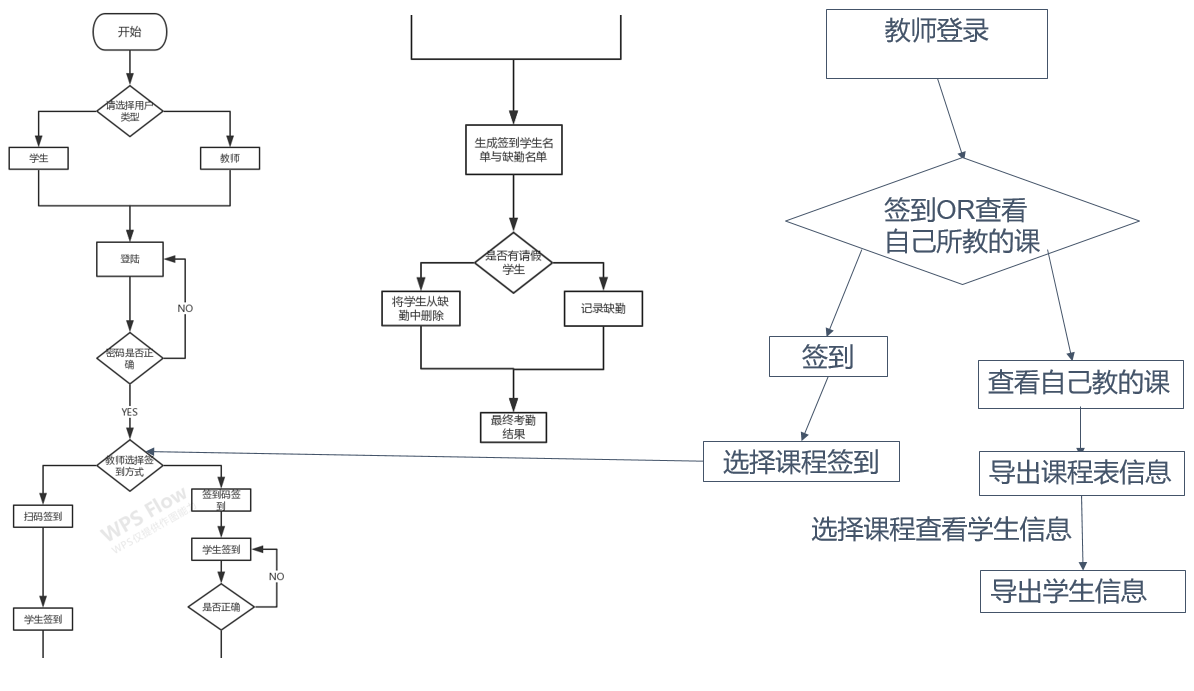 开始
请选择用户
类型
学生
教师
登陆
NO
密码是否正
确
YES
教师选择签
到方式
扫码签到
签到码签
到
学生签到
NO
是否正确
学生签到
WPS Flow
生成签到学生名
单与缺勤名单
是否有请假
学生
将学生从缺
勤中删除
记录缺勤
最终考勤
结果
教师登录
签到OR查看
自己所教的课
签到
查看自己教的课
选择课程签到
导出课程表信息
选择课程查看学生信息
导出学生信息